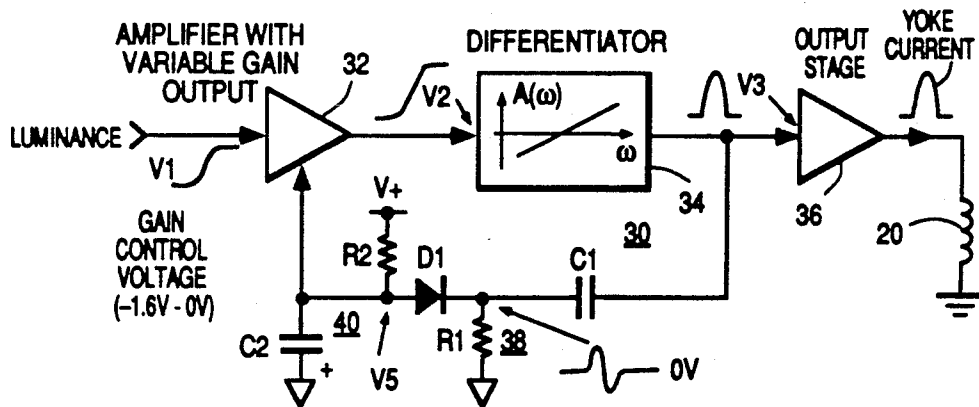 AMPLIFIER WITH
VARIABLE GAIN
OUTPUT
32
DIFFERENTIATOR
OUTPUT
STAGE
YOKE
CURRENT
LUMINANCE
V1
V2
A(ω)
ω
34
V3
36
20
GAIN
CONTROL
VOLTAGE
(–1.6V - 0V)
V+
R2
D1
30
C1
C2
40
+
V5
R1
38
0V